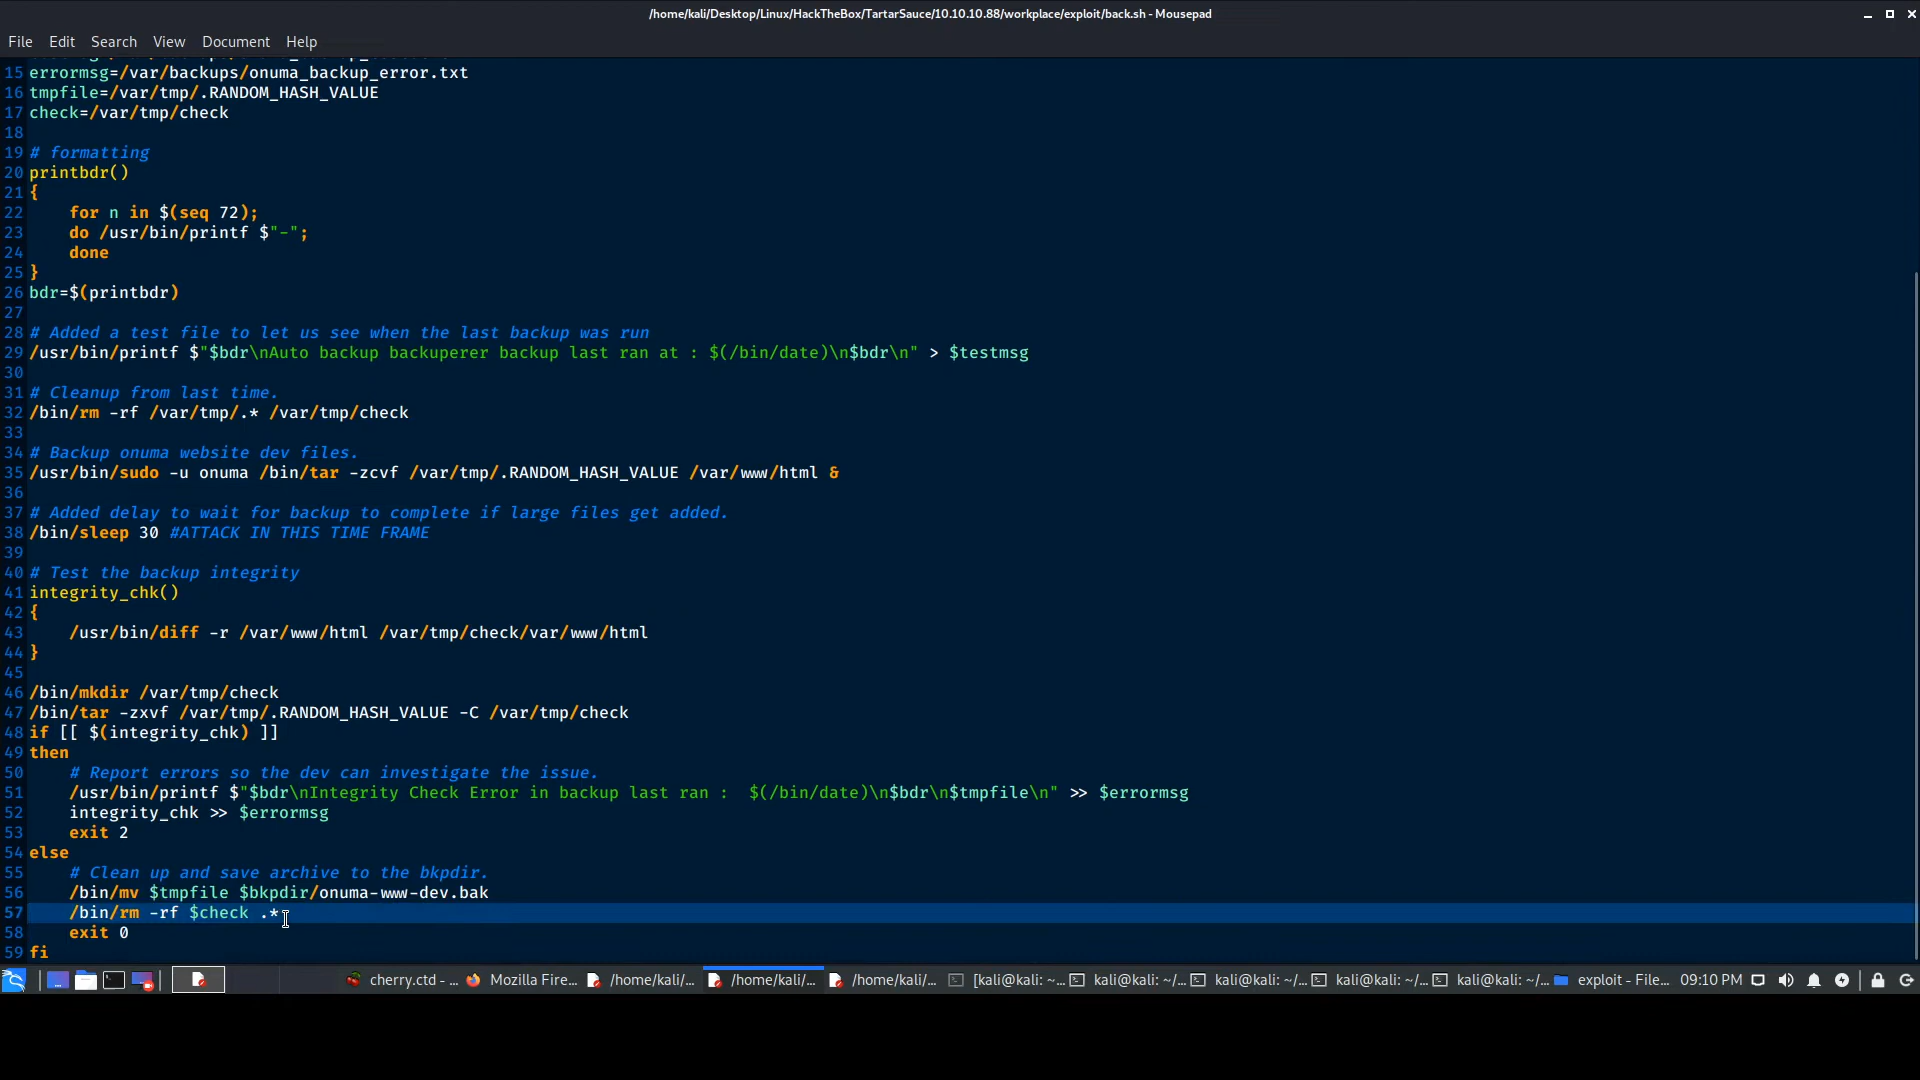 /home/kali/Desktop/Linux/HackTheBox/TartarSauce/10.10.10.88/workplace/exploit/back.sh - Mousepad
File Edit Search View Document Help
15 errormsg=/var/backups/onuma_backup_error.txt
16 tmpfile=/var/tmp/.RANDOM_HASH_VALUE
17 check=/var/tmp/check
18
19 # formatting
20 printbdr()
21 {
22     for n in $(seq 72);
23     do /usr/bin/printf $"-";
24     done
25 }
26 bdr=$(printbdr)
27
28 # Added a test file to let us see when the last backup was run
29 /usr/bin/printf $"$bdr\nAuto backup backuperer backup last ran at : $(/bin/date)\n$bdr\n" > $testmsg
30
31 # Cleanup from last time.
32 /bin/rm -rf /var/tmp/.* /var/tmp/check
33
34 # Backup onuma website dev files.
35 /usr/bin/sudo -u onuma /bin/tar -zcvf /var/tmp/.RANDOM_HASH_VALUE /var/www/html &
36
37 # Added delay to wait for backup to complete if large files get added.
38 /bin/sleep 30 #ATTACK IN THIS TIME FRAME
39
40 # Test the backup integrity
41 integrity_chk()
42 {
43     /usr/bin/diff -r /var/www/html /var/tmp/check/var/www/html
44 }
45
46 /bin/mkdir /var/tmp/check
47 /bin/tar -zxvf /var/tmp/.RANDOM_HASH_VALUE -C /var/tmp/check
48 if [[ $(integrity_chk) ]]
49 then
50     # Report errors so the dev can investigate the issue.
51     /usr/bin/printf $"$bdr\nIntegrity Check Error in backup last ran :  $(/bin/date)\n$bdr\n$tmpfile\n" >> $errormsg
52     integrity_chk >> $errormsg
53     exit 2
54 else
55     # Clean up and save archive to the bkpdir.
56     /bin/mv $tmpfile $bkpdir/onuma-www-dev.bak
57     /bin/rm -rf $check .*
58     exit 0
59 fi
cherry.ctd - ... Mozilla Fire... /home/kali/... /home/kali/... /home/kali/... [kali@kali: ~... kali@kali: ~/... kali@kali: ~/... kali@kali: ~/... kali@kali: ~/... exploit - File... 09:10 PM